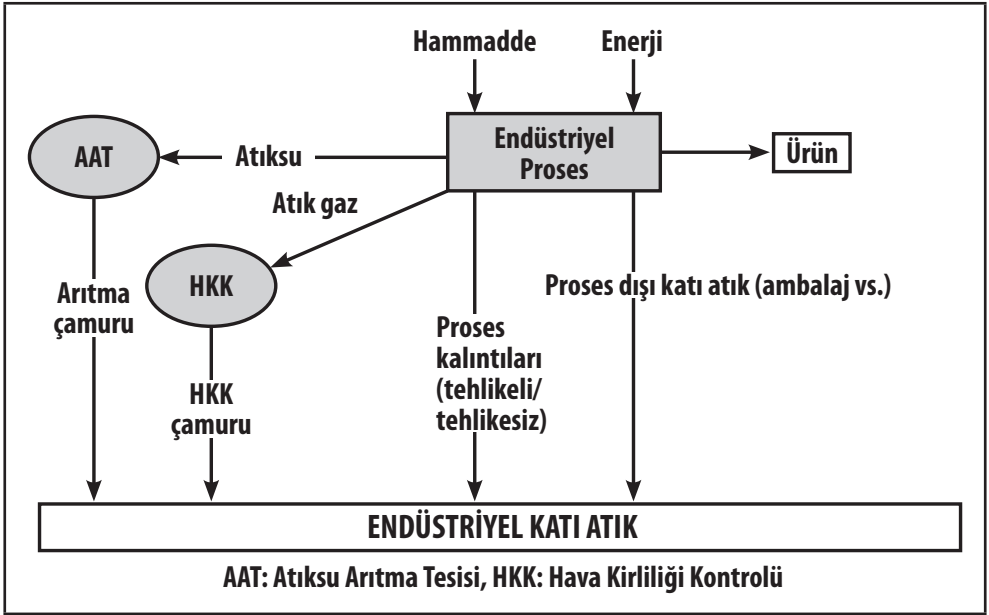 Hammadde
Enerji
Endüstriyel
Proses
Ürün
AAT
Atıksu
Atık gaz
HKK
Arıtma
çamuru
HKK
çamuru
Proses
kalıntıları
(tehlikeli/
tehlikesiz)
Proses dışı katı atık (ambalaj vs.)
ENDÜSTRİYEL KATI ATIK
AAT: Atıksu Arıtma Tesisi, HKK: Hava Kirliliği Kontrolü